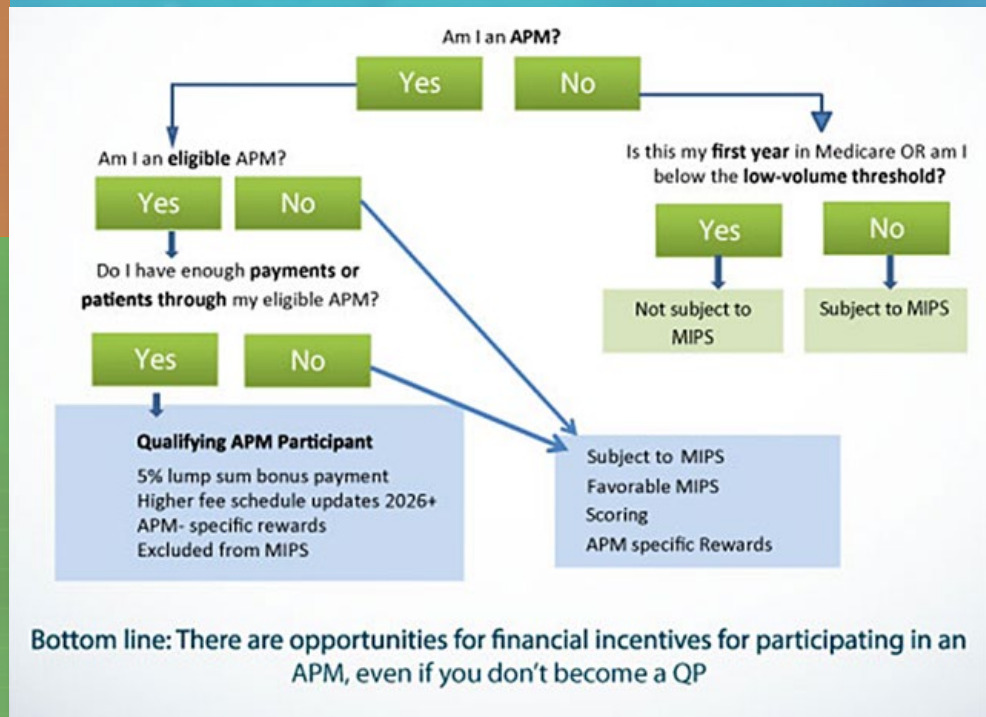 Am I an APM?
Yes
No
Am I an eligible APM?
Yes
No
Do I have enough payments or
patients through my eligible APM?
Yes
No
Qualifying APM Participant
5% lump sum bonus payment
Higher fee schedule updates 2026+
APM- specific rewards
Excluded from MIPS
Is this my first year in Medicare OR am I
below the low-volume threshold?
Yes
No
Not subject to
MIPS
Subject to MIPS
Subject to MIPS
Favorable MIPS
Scoring
APM specific Rewards
Bottom line: There are opportunities for financial incentives for participating in an
APM, even if you don't become a QP